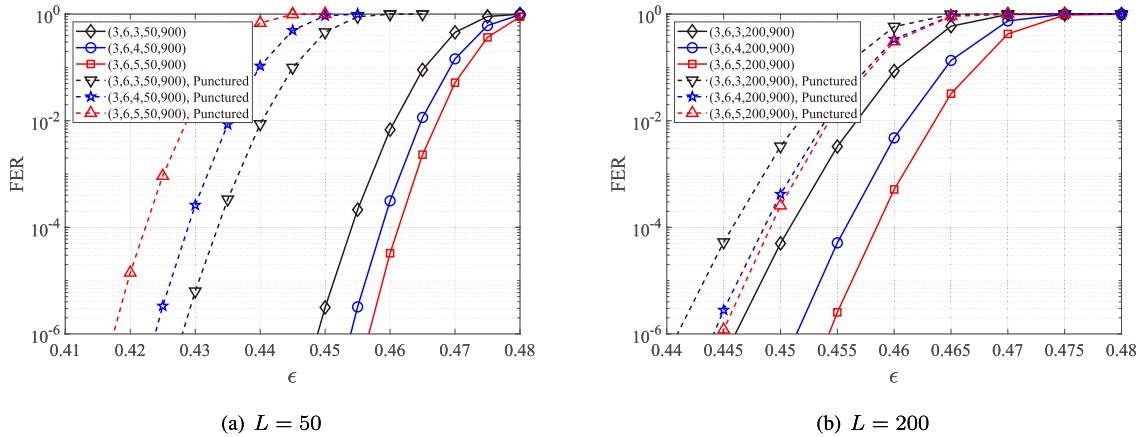 10^0
10^-2
10^-4
10^-6
FER
(3,6,3,50,900)
(3,6,4,50,900)
(3,6,5,50,900)
(3,6,3,50,900), Punctured
(3,6,4,50,900), Punctured
(3,6,5,50,900), Punctured
0.41 0.42 0.43 0.44 0.45 0.46 0.47 0.48
ϵ
(a) L = 50
10^0
10^-2
10^-4
10^-6
FER
(3,6,3,200,900)
(3,6,4,200,900)
(3,6,5,200,900)
(3,6,3,200,900), Punctured
(3,6,4,200,900), Punctured
(3,6,5,200,900), Punctured
0.44 0.445 0.45 0.455 0.46 0.465 0.47 0.475 0.48
ϵ
(b) L = 200